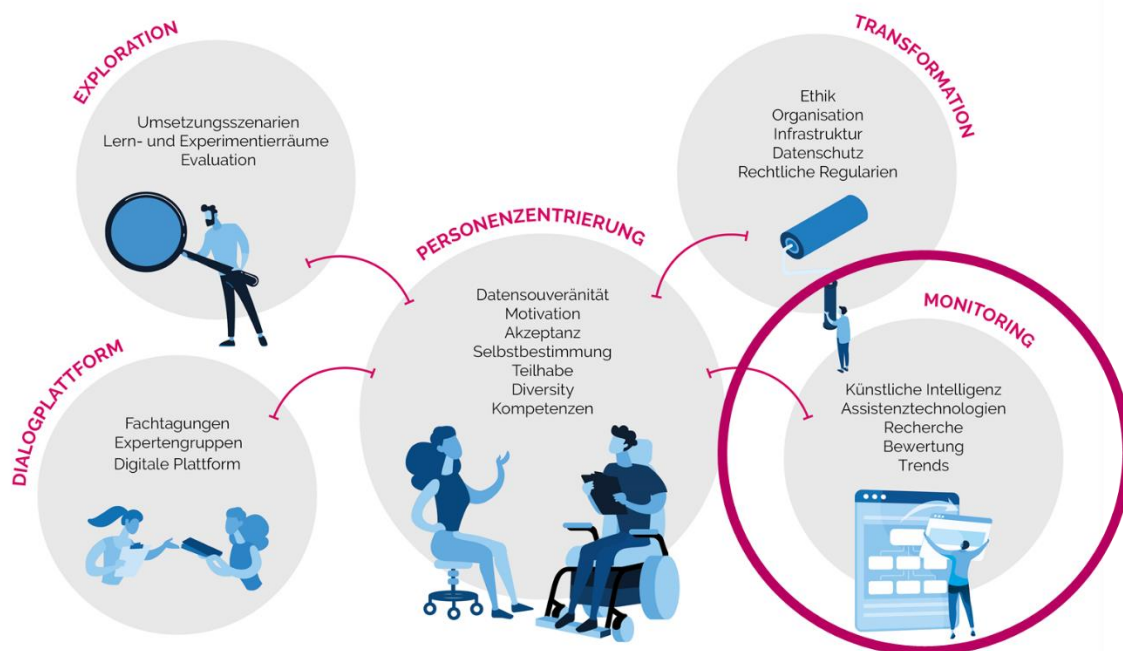 EXPLORATION
Umsetzungsszenarien
Lern- und Experimentierräume
Evaluation
TRANSFORMATION
Ethik
Organisation
Infrastruktur
Datenschutz
Rechtliche Regularien
PERSONENZENTRIERUNG
Datensouveränität
Motivation
Akzeptanz
Selbstbestimmung
Teilhabe
Diversity
Kompetenzen
DIALOGPLATTFORM
Fachtagungen
Expertengruppen
Digitale Plattform
MONITORING
Künstliche Intelligenz
Assistenztechnologien
Recherche
Bewertung
Trends